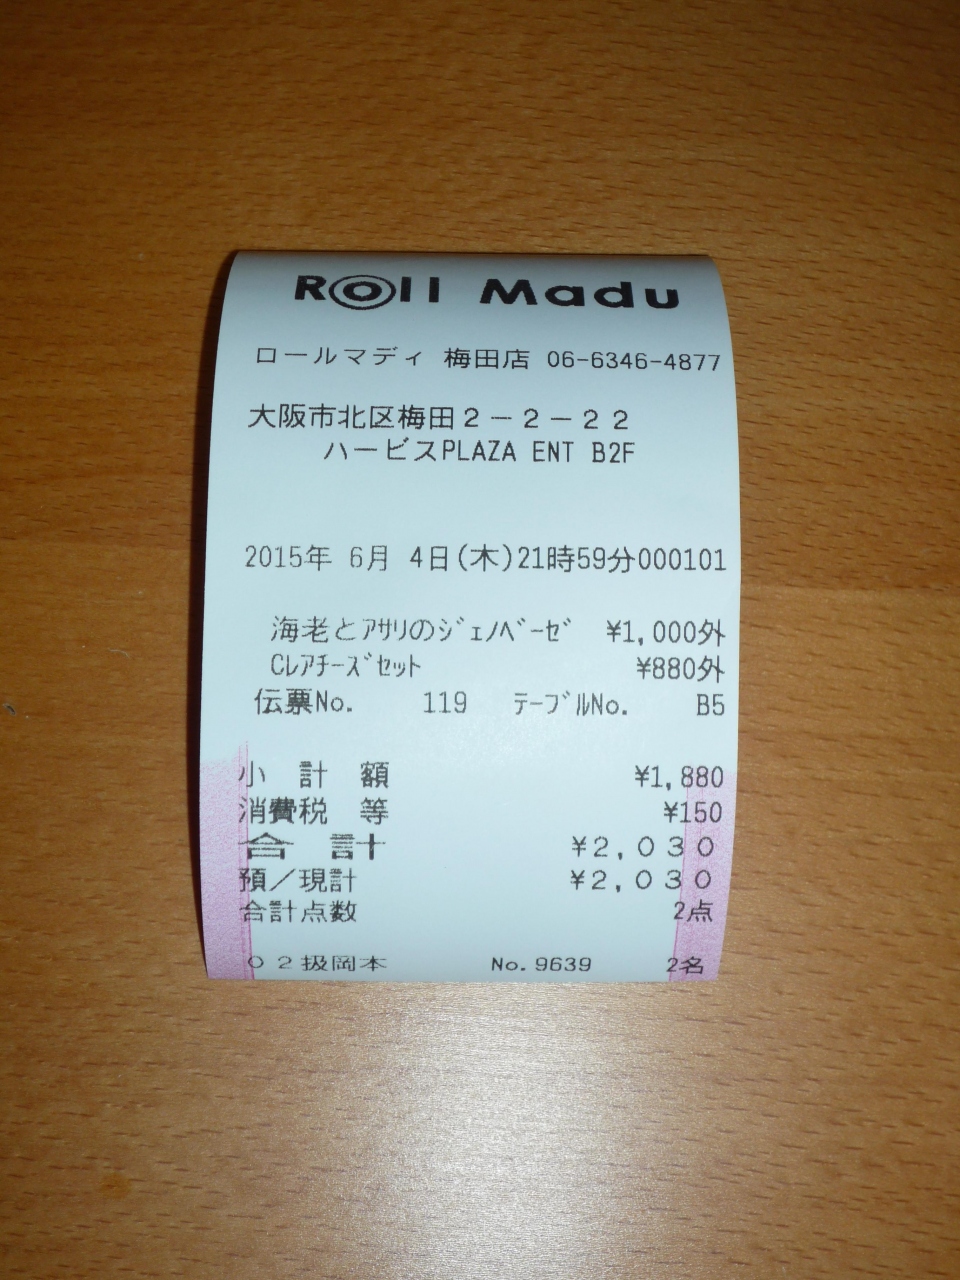 Roll Madu
ロールマディ 梅田店 06-6346-4877
大阪市北区梅田2-2-22
ハービスPLAZA ENT B2F
2015年 6月 4日(木)21時59分000101
海老とｱｻﾘのｼﾞｪﾉﾍﾞｰｾﾞ ¥1,000外
Cﾚｱﾁｰｽﾞｾｯﾄ ¥880外
伝票No. 119 ﾃｰﾌﾞﾙNo. B5
小 計 額 ¥1,880
消費税 等 ¥150
合 計 ¥2,030
預/現計 ¥2,030
合計点数 2点
02扱岡本 No.9639 2名